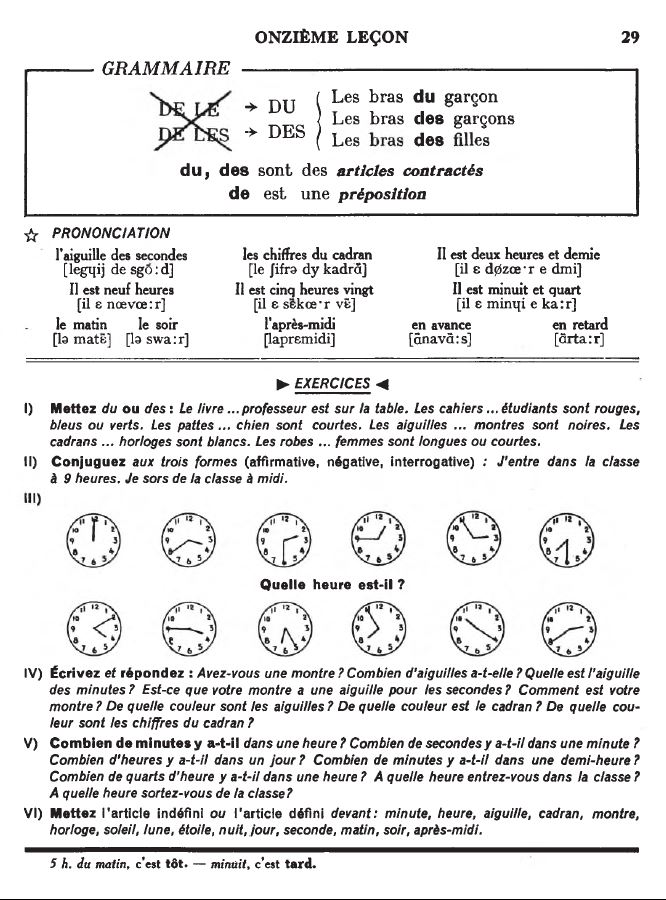 ONZIÈME LEÇON 29
GRAMMAIRE
DE LE → DU
DE LES → DES
Les bras du garçon
Les bras des garçons
Les bras des filles
du, des sont des articles contractés
de est une préposition
☆ PRONONCIATION
l'aiguille des secondes les chiffres du cadran Il est deux heures et demie
[legɥij de sgɔ̃:d] [le ʃifrə dy kadrɑ̃] [il ɛ døzœ·r e dmi]
Il est neuf heures Il est cinq heures vingt Il est minuit et quart
[il ɛ nœvœ:r] [il ɛ sɛ̃kœ·r vɛ̃] [il ɛ minɥi e ka:r]
le matin le soir l'après-midi en avance en retard
[lə matɛ̃] [lə swa:r] [laprɛmidi] [ɑ̃navɑ̃:s] [ɑ̃rta:r]
► EXERCICES ◄
I) Mettez du ou des : Le livre ... professeur est sur la table. Les cahiers ... étudiants sont rouges,
bleus ou verts. Les pattes ... chien sont courtes. Les aiguilles ... montres sont noires. Les
cadrans ... horloges sont blancs. Les robes ... femmes sont longues ou courtes.
II) Conjuguez aux trois formes (affirmative, négative, interrogative) : J'entre dans la classe
à 9 heures. Je sors de la classe à midi.
III)
11 12 1 2 3 4 5 6 7 8 9 10
Quelle heure est-il ?
IV) Écrivez et répondez : Avez-vous une montre ? Combien d'aiguilles a-t-elle ? Quelle est l'aiguille
des minutes ? Est-ce que votre montre a une aiguille pour les secondes ? Comment est votre
montre ? De quelle couleur sont les aiguilles ? De quelle couleur est le cadran ? De quelle cou-
leur sont les chiffres du cadran ?
V) Combien de minutes y a-t-il dans une heure ? Combien de secondes y a-t-il dans une minute ?
Combien d'heures y a-t-il dans un jour ? Combien de minutes y a-t-il dans une demi-heure ?
Combien de quarts d'heure y a-t-il dans une heure ? A quelle heure entrez-vous dans la classe ?
A quelle heure sortez-vous de la classe ?
VI) Mettez l'article indéfini ou l'article défini devant : minute, heure, aiguille, cadran, montre,
horloge, soleil, lune, étoile, nuit, jour, seconde, matin, soir, après-midi.
5 h. du matin, c'est tôt. — minuit, c'est tard.